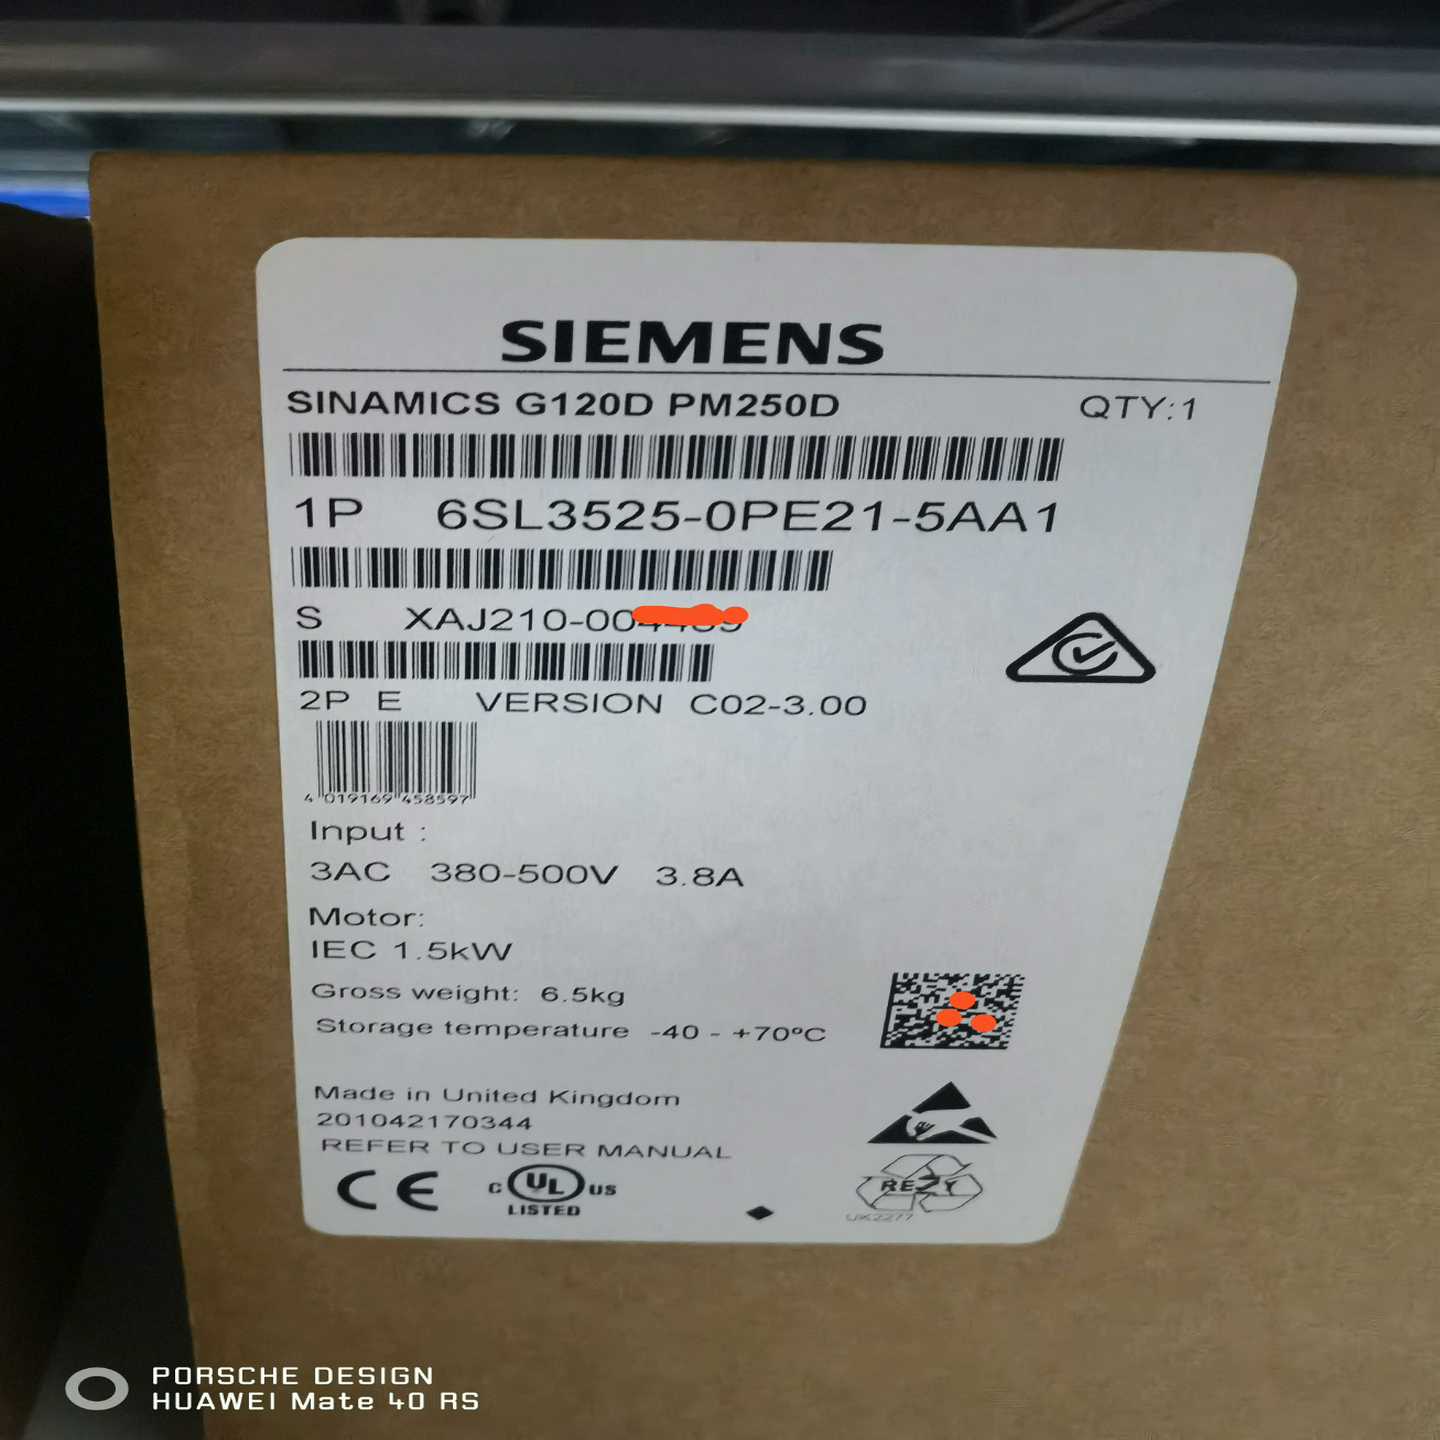 SIEMENS
SINAMICS G120D PM250D QTY:1
1P 6SL3525-0PE21-5AA1
S XAJ210-00
2P E VERSION C02-3.00
4 019169 458597
Input :
3AC 380-500V 3.8A
Motor:
IEC 1.5kW
Gross weight: 6.5kg
Storage temperature -40 - +70ºC
Made in United Kingdom
201042170344
REFER TO USER MANUAL
CE C UL US
LISTED
REZY
UK2277
PORSCHE DESIGN
HUAWEI Mate 40 RS